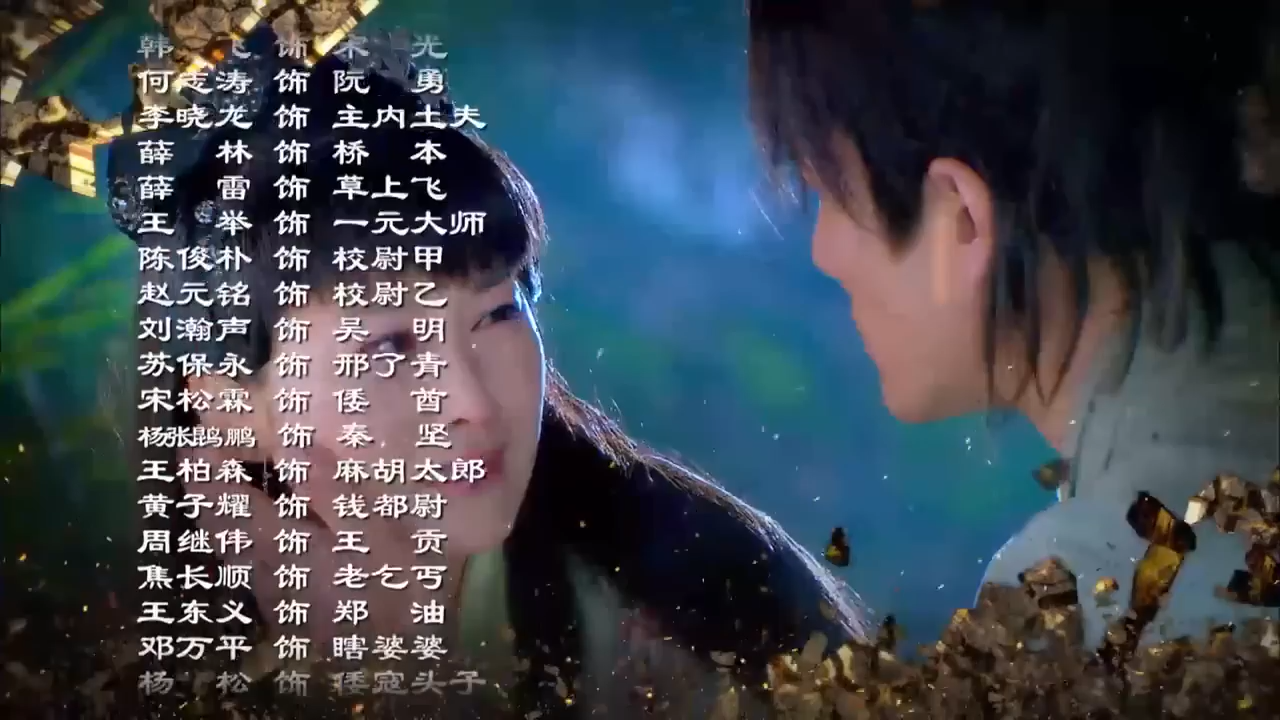 韩 飞 饰 宋 光
何志涛 饰 阮 勇
李晓龙 饰 主内土夫
薛 林 饰 桥 本
薛 雷 饰 草上飞
王 举 饰 一元大师
陈俊朴 饰 校尉甲
赵元铭 饰 校尉乙
刘瀚声 饰 吴 明
苏保永 饰 邢了青
宋松霖 饰 倭 酋
杨张鹍鹏 饰 秦 坚
王柏森 饰 麻胡太郎
黄子耀 饰 钱都尉
周继伟 饰 王 贡
焦长顺 饰 老乞丐
王东义 饰 郑 油
邓万平 饰 瞎婆婆
杨 松 饰 倭寇头子